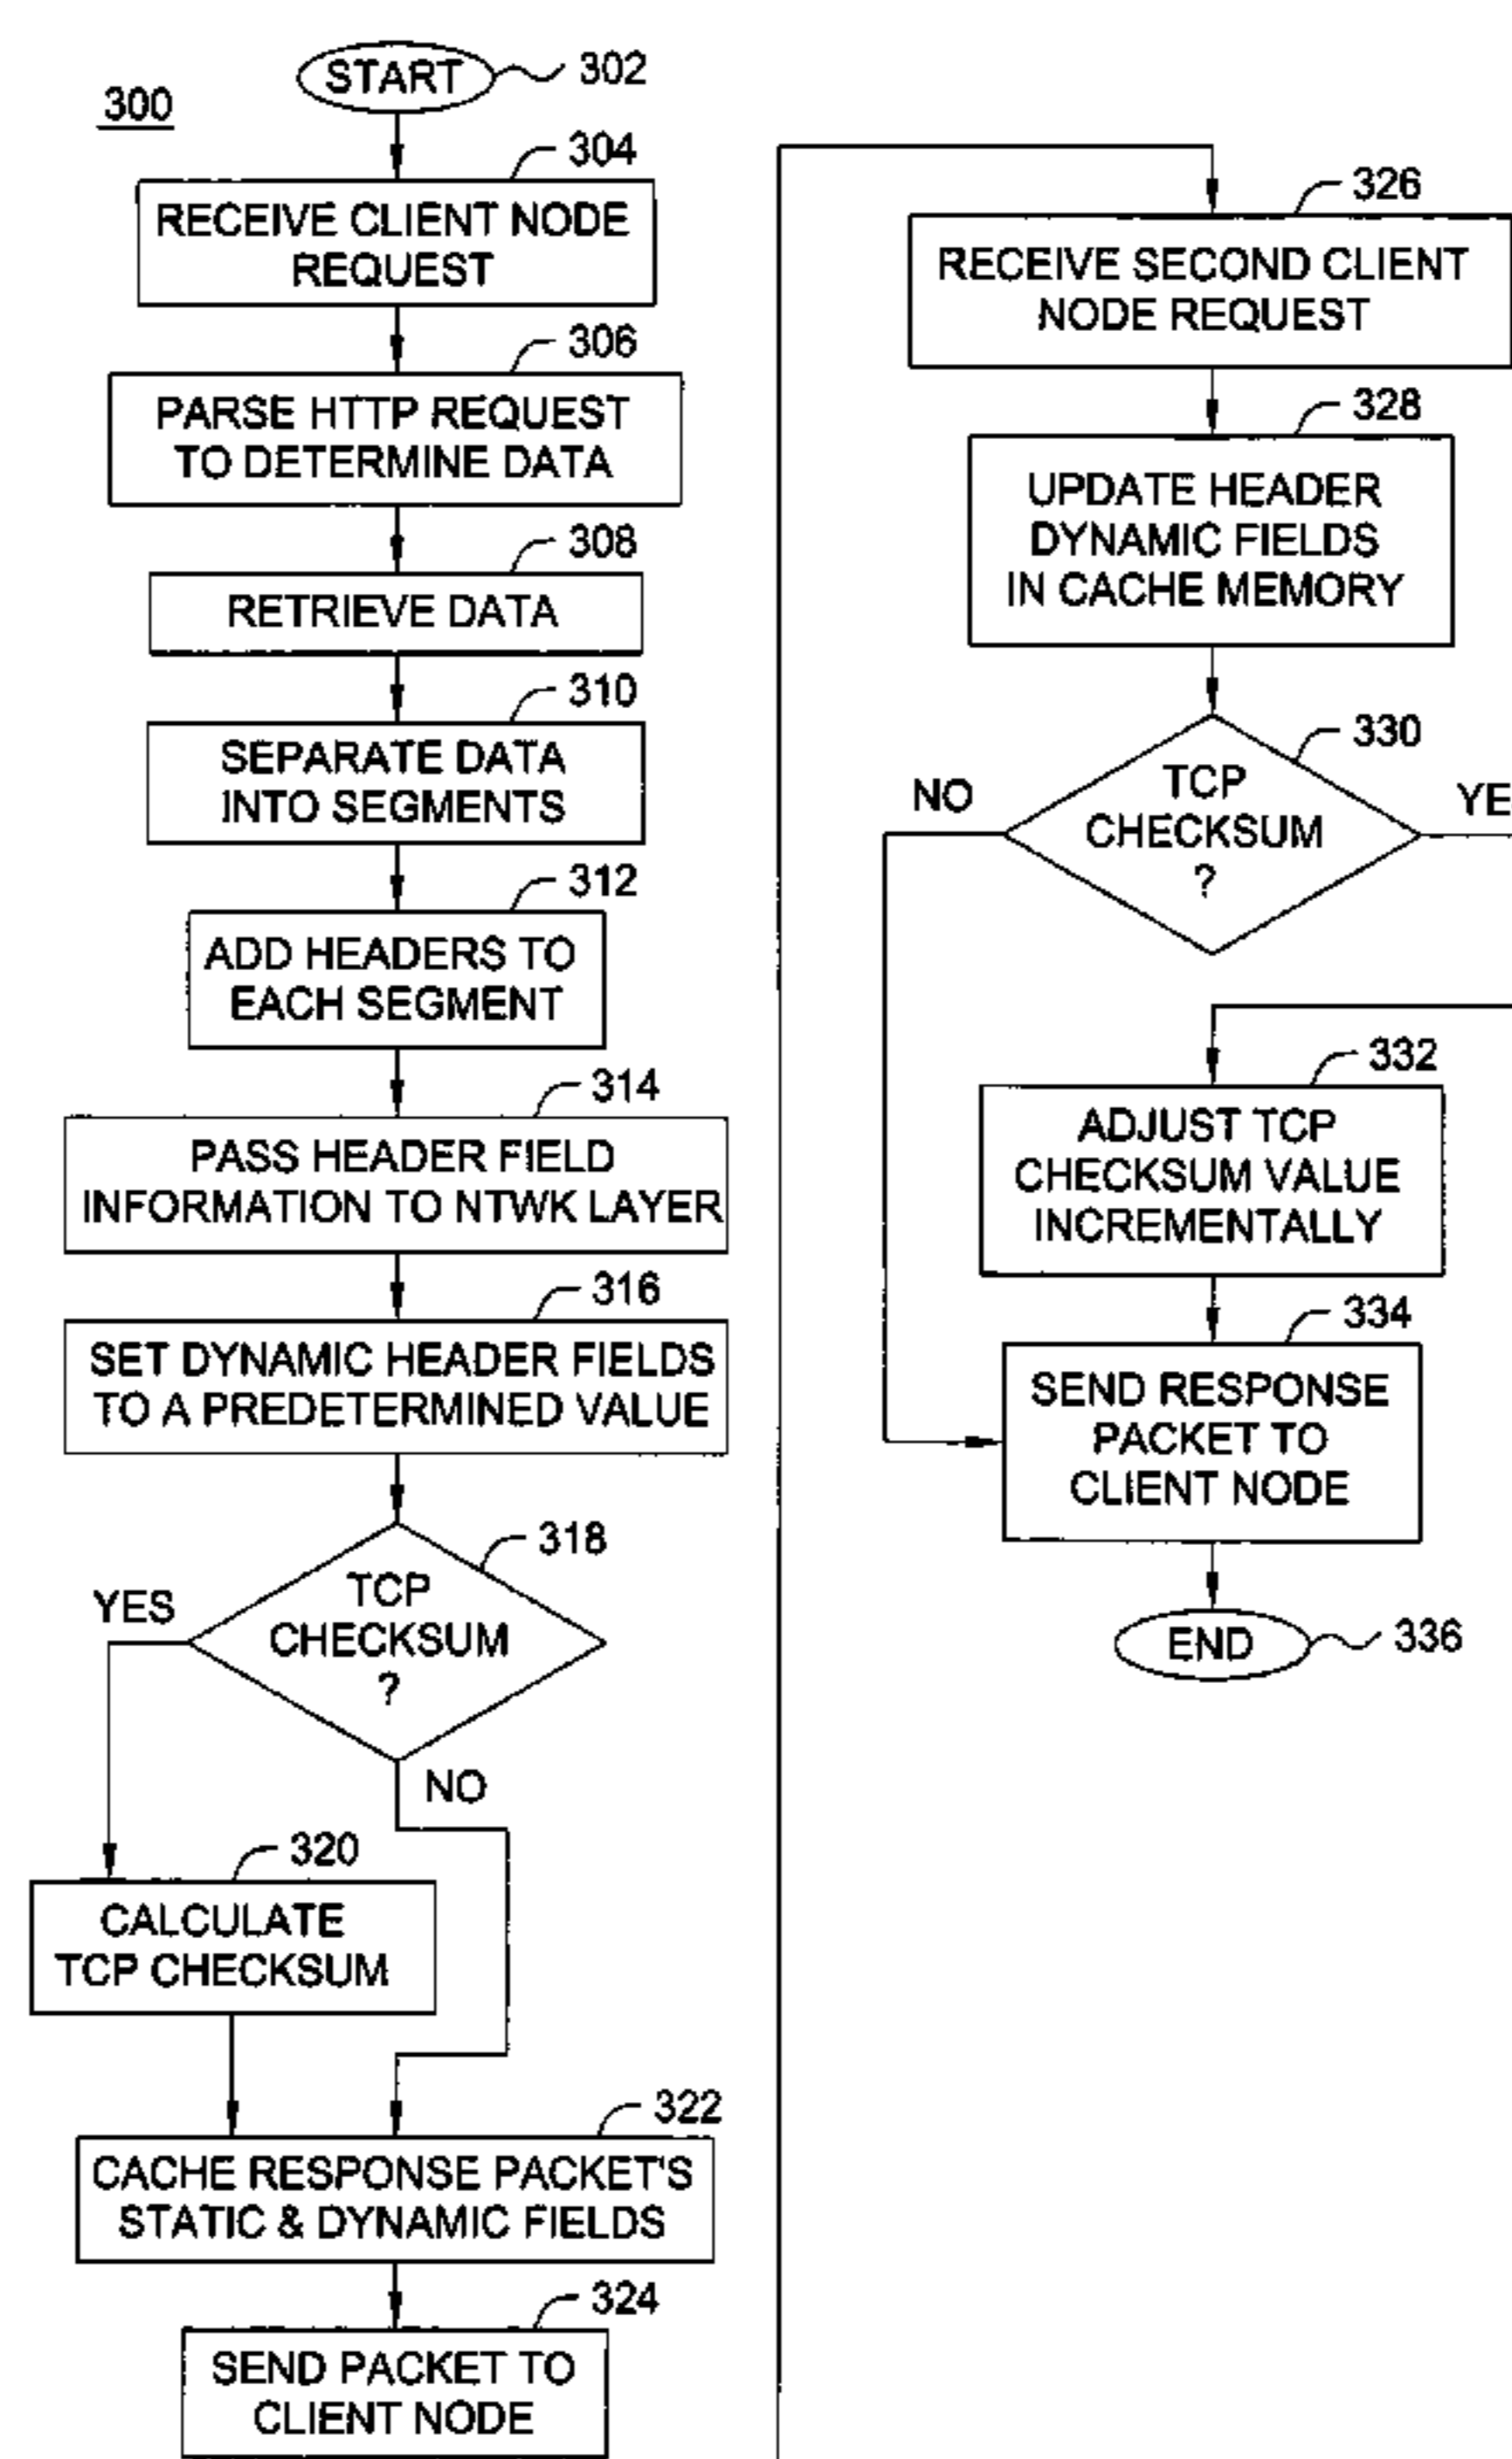 300
START
302
304
RECEIVE CLIENT NODE
REQUEST
306
PARSE HTTP REQUEST
TO DETERMINE DATA
308
RETRIEVE DATA
310
SEPARATE DATA
INTO SEGMENTS
312
ADD HEADERS TO
EACH SEGMENT
314
PASS HEADER FIELD
INFORMATION TO NTWK LAYER
316
SET DYNAMIC HEADER FIELDS
TO A PREDETERMINED VALUE
318
TCP
CHECKSUM
?
YES
NO
320
CALCULATE
TCP CHECKSUM
322
CACHE RESPONSE PACKET'S
STATIC & DYNAMIC FIELDS
324
SEND PACKET TO
CLIENT NODE
326
RECEIVE SECOND CLIENT
NODE REQUEST
328
UPDATE HEADER
DYNAMIC FIELDS
IN CACHE MEMORY
330
TCP
CHECKSUM
?
NO
YE
332
ADJUST TCP
CHECKSUM VALUE
INCREMENTALLY
334
SEND RESPONSE
PACKET TO
CLIENT NODE
END
336